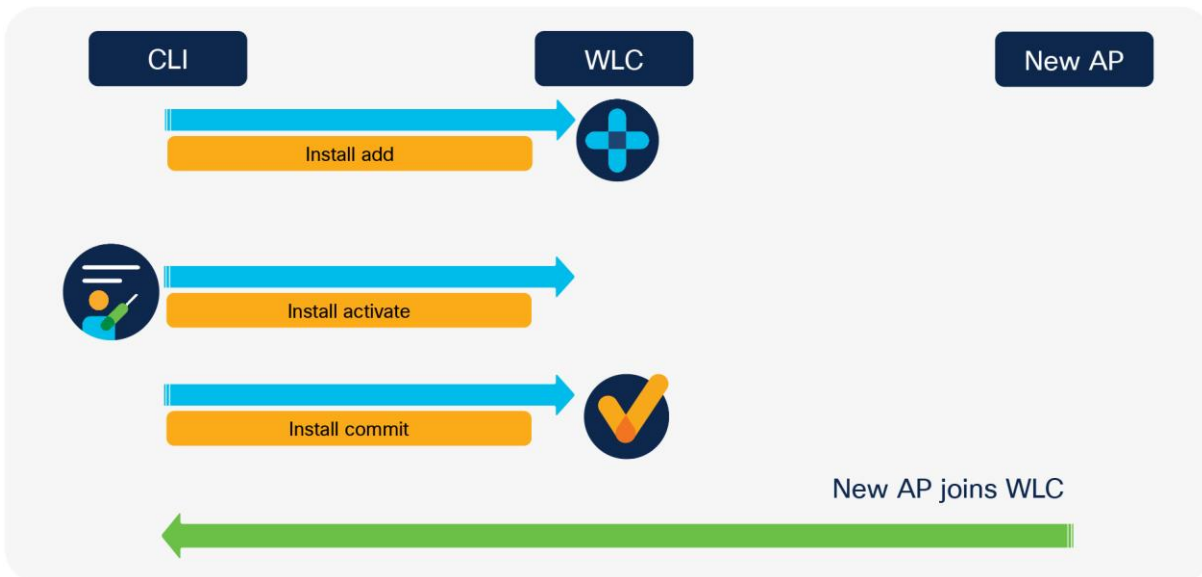 CLI
WLC
New AP
Install add
Install activate
Install commit
New AP joins WLC